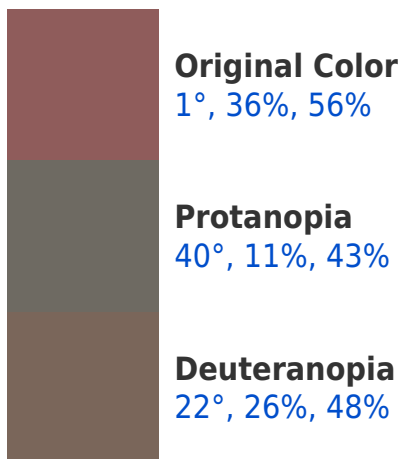 Original Color
1°, 36%, 56%
Protanopia
40°, 11%, 43%
Deuteranopia
22°, 26%, 48%